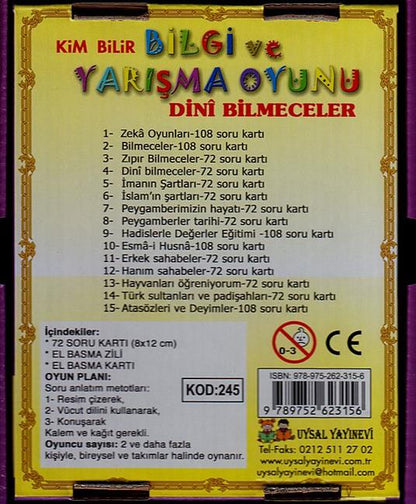 KİM BİLİR BİLGİ ve
YARIŞMA OYUNU
DİNÎ BİLMECELER
1- Zekâ Oyunları-108 soru kartı
2- Bilmeceler-108 soru kartı
3- Zıpır Bilmeceler-72 soru kartı
4- Dinî bilmeceler-72 soru kartı
5- İmanın Şartları-72 soru kartı
6- İslam'ın şartları-72 soru kartı
7- Peygamberimizin hayatı-72 soru kartı
8- Peygamberler tarihi-72 soru kartı
9- Hadislerle Değerler Eğitimi -108 soru kartı
10- Esmâ-i Husnâ-108 soru kartı
11- Erkek sahabeler-72 soru kartı
12- Hanım sahabeler-72 soru kartı
13- Hayvanları öğreniyorum-72 soru kartı
14- Türk sultanları ve padişahları-72 soru kartı
15- Atasözleri ve Deyimler-108 soru kartı
İçindekiler:
* 72 SORU KARTI (8x12 cm)
* EL BASMA ZİLİ
* EL BASMA KARTI
OYUN PLANI:
Soru anlatım metotları:
1- Resim çizerek,
2- Vücut dilini kullanarak,
3- Konuşarak
Kalem ve kağıt gerekli.
Oyuncu sayısı: 2 ve daha fazla
kişiyle, bireysel ve takımlar halinde oynanır.
KOD:245
0-3
CE
ISBN: 978-975-262-315-6
9 789752 623156
UYSAL YAYINEVİ
Tel-Faks: 0212 511 27 02
www.uysalyayinevi.com
uysalyayinevi@hotmail.com